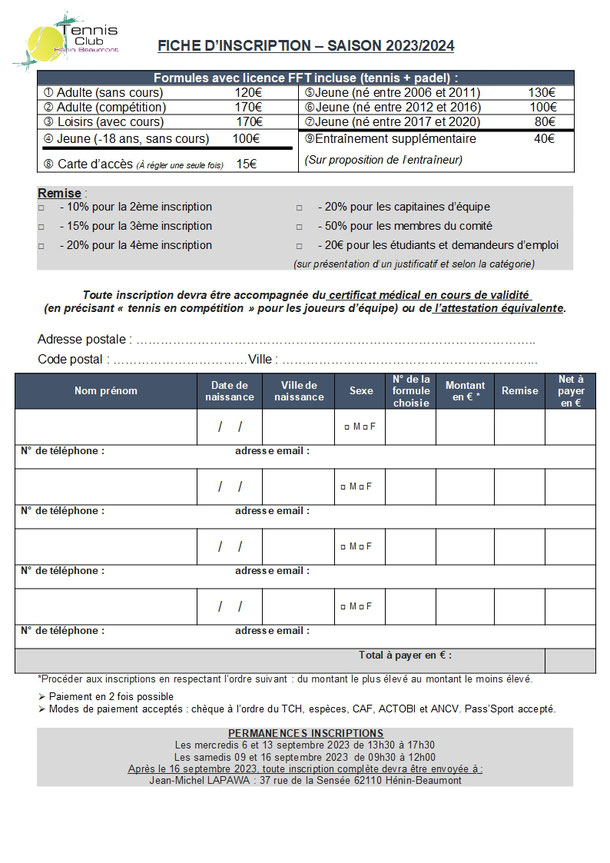 Tennis
Club
Hénin Beaumont
FICHE D'INSCRIPTION – SAISON 2023/2024
Formules avec licence FFT incluse (tennis + padel) :
① Adulte (sans cours) 120€ ⑤Jeune (né entre 2006 et 2011) 130€
② Adulte (compétition) 170€ ⑥Jeune (né entre 2012 et 2016) 100€
③ Loisirs (avec cours) 170€ ⑦Jeune (né entre 2017 et 2020) 80€
④ Jeune (-18 ans, sans cours) 100€ ⑨Entraînement supplémentaire 40€
⑧ Carte d'accès (À régler une seule fois) 15€ (Sur proposition de l'entraîneur)
Remise :
□ - 10% pour la 2ème inscription □ - 20% pour les capitaines d'équipe
□ - 15% pour la 3ème inscription □ - 50% pour les membres du comité
□ - 20% pour la 4ème inscription □ - 20€ pour les étudiants et demandeurs d'emploi
(sur présentation d'un justificatif et selon la catégorie)
Toute inscription devra être accompagnée du certificat médical en cours de validité
(en précisant « tennis en compétition » pour les joueurs d'équipe) ou de l'attestation équivalente.
Adresse postale : ………………………………………………………………………………..
Code postal : ……………………………Ville : …………………………………………………...
Nom prénom Date de naissance Ville de naissance Sexe N° de la formule choisie Montant en € * Remise Net à payer en €
/ / □ M □ F
N° de téléphone : adresse email :
/ / □ M □ F
N° de téléphone : adresse email :
/ / □ M □ F
N° de téléphone : adresse email :
/ / □ M □ F
N° de téléphone : adresse email :
Total à payer en € :
*Procéder aux inscriptions en respectant l'ordre suivant : du montant le plus élevé au montant le moins élevé.
➢ Paiement en 2 fois possible
➢ Modes de paiement acceptés : chèque à l'ordre du TCH, espèces, CAF, ACTOBI et ANCV. Pass'Sport accepté.
PERMANENCES INSCRIPTIONS
Les mercredis 6 et 13 septembre 2023 de 13h30 à 17h30
Les samedis 09 et 16 septembre 2023 de 09h30 à 12h00
Après le 16 septembre 2023, toute inscription complète devra être envoyée à :
Jean-Michel LAPAWA : 37 rue de la Sensée 62110 Hénin-Beaumont